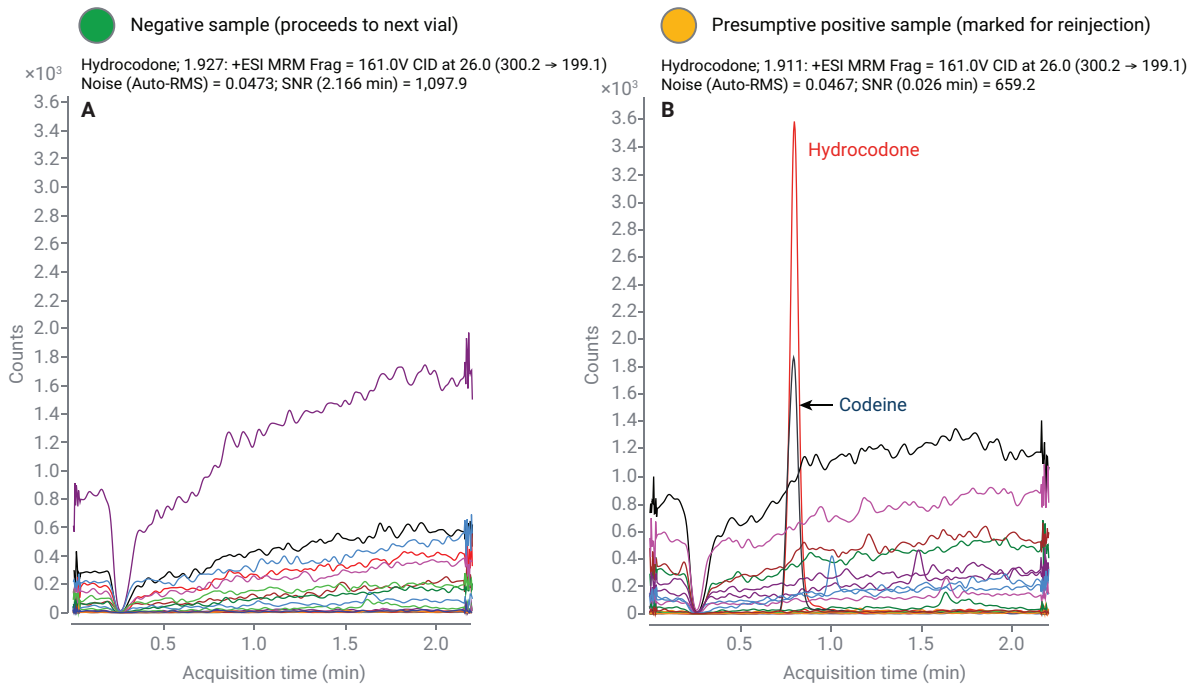 Negative sample (proceeds to next vial)
Hydrocodone; 1.927: +ESI MRM Frag = 161.0V CID at 26.0 (300.2 → 199.1)
Noise (Auto-RMS) = 0.0473; SNR (2.166 min) = 1,097.9
×10³
A
3.6
3.4
3.2
3.0
2.8
2.6
2.4
2.2
2.0
1.8
1.6
1.4
1.2
1.0
0.8
0.6
0.4
0.2
0
Counts
0.5 1.0 1.5 2.0
Acquisition time (min)
Presumptive positive sample (marked for reinjection)
Hydrocodone; 1.911: +ESI MRM Frag = 161.0V CID at 26.0 (300.2 → 199.1)
Noise (Auto-RMS) = 0.0467; SNR (0.026 min) = 659.2
×10³
B
3.6
3.4
3.2
3.0
2.8
2.6
2.4
2.2
2.0
1.8
1.6
1.4
1.2
1.0
0.8
0.6
0.4
0.2
0
Counts
Hydrocodone
Codeine
0.5 1.0 1.5 2.0
Acquisition time (min)